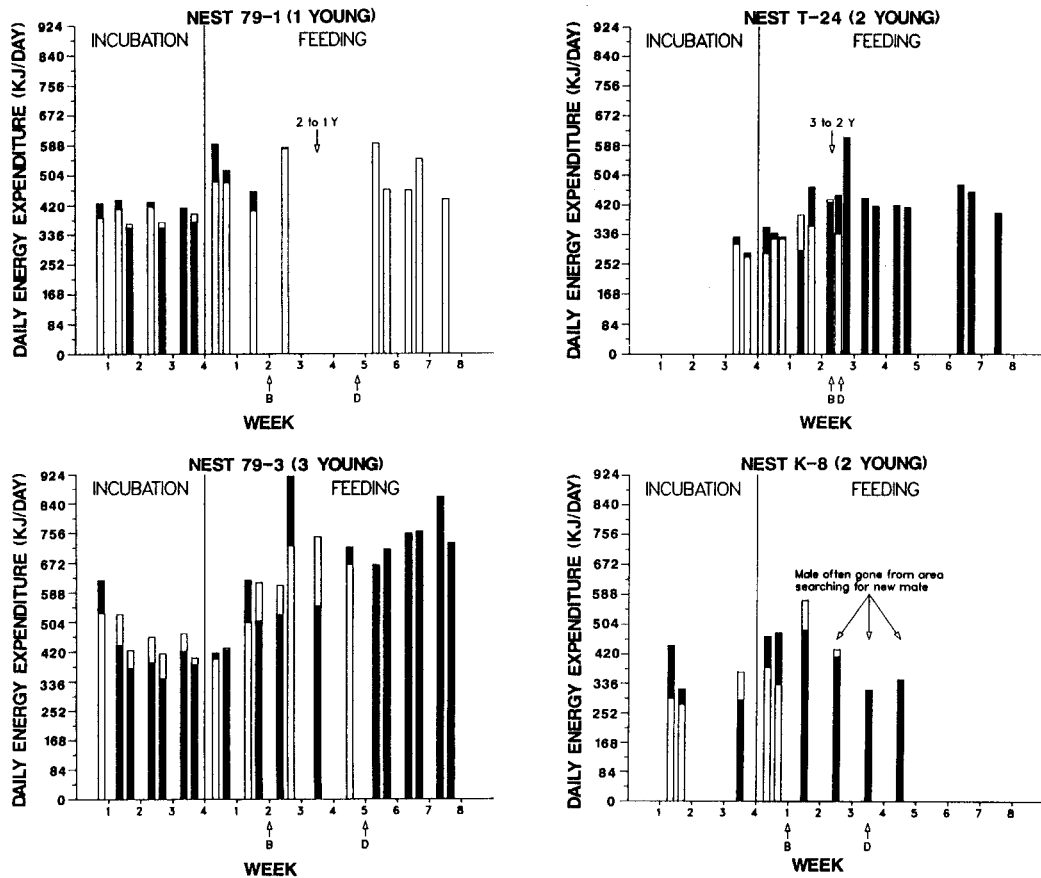 NEST 79-1 (1 YOUNG)
INCUBATION
FEEDING
2 to 1 Y
DAILY ENERGY EXPENDITURE (KJ/DAY)
924
840
756
672
588
504
420
336
252
168
84
0
1 2 3 4 1 2 3 4 5 6 7 8
B D
WEEK
NEST T-24 (2 YOUNG)
INCUBATION
FEEDING
3 to 2 Y
DAILY ENERGY EXPENDITURE (KJ/DAY)
924
840
756
672
588
504
420
336
252
168
84
0
1 2 3 4 1 2 3 4 5 6 7 8
B D
WEEK
NEST 79-3 (3 YOUNG)
INCUBATION
FEEDING
DAILY ENERGY EXPENDITURE (KJ/DAY)
924
840
756
672
588
504
420
336
252
168
84
0
1 2 3 4 1 2 3 4 5 6 7 8
B D
WEEK
NEST K-8 (2 YOUNG)
INCUBATION
FEEDING
Male often gone from area
searching for new mate
DAILY ENERGY EXPENDITURE (KJ/DAY)
924
840
756
672
588
504
420
336
252
168
84
0
1 2 3 4 1 2 3 4 5 6 7 8
B D
WEEK